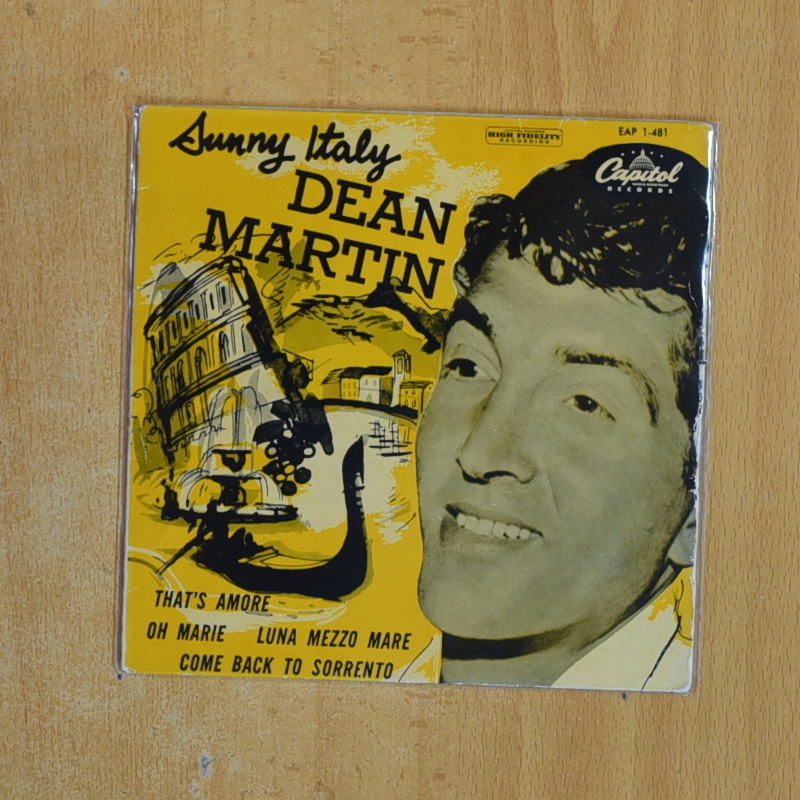 Sunny Italy
DEAN
MARTIN
HIGH FIDELITY
RECORDING
EAP 1-481
Capitol
RECORDS
THAT'S AMORE
OH MARIE LUNA MEZZO MARE
COME BACK TO SORRENTO